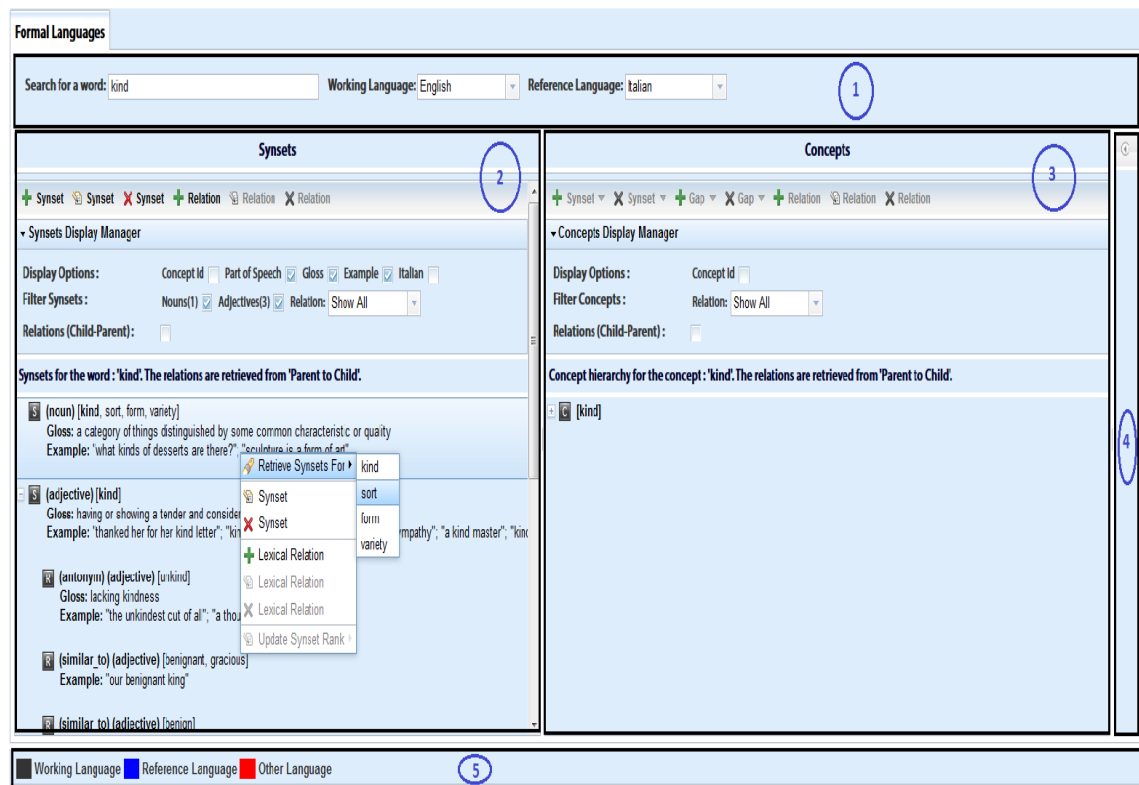 Formal Languages
Search for a word: kind Working Language: English Reference Language: Italian
1
Synsets
2
+ Synset Synset X Synset + Relation Relation X Relation
Synsets Display Manager
Display Options: Concept Id Part of Speech Gloss Example Italian
Filter Synsets: Nouns(1) Adjectives(3) Relation: Show All
Relations (Child-Parent):
Synsets for the word : 'kind'. The relations are retrieved from 'Parent to Child'.
S (noun) [kind, sort, form, variety]
Gloss: a category of things distinguished by some common characteristic or quality
Example: "what kinds of desserts are there?", "sculpture is a form of art"
S (adjective) [kind]
Gloss: having or showing a tender and consider
Example: "thanked her for her kind letter"; "kin mpathy"; "a kind master"; "kind
R (antonym) (adjective) [unkind]
Gloss: lacking kindness
Example: "the unkindest cut of all"; "a thou
R (similar_to) (adjective) [benignant, gracious]
Example: "our benignant king"
R (similar_to) (adjective) [benign]
Retrieve Synsets For
Synset
Synset
Lexical Relation
Lexical Relation
Lexical Relation
Update Synset Rank
kind
sort
form
variety
Concepts
3
+ Synset X Synset + Gap X Gap + Relation Relation X Relation
Concepts Display Manager
Display Options: Concept Id
Filter Concepts: Relation: Show All
Relations (Child-Parent):
Concept hierarchy for the concept : 'kind'. The relations are retrieved from 'Parent to Child'.
C [kind]
4
Working Language Reference Language Other Language
5